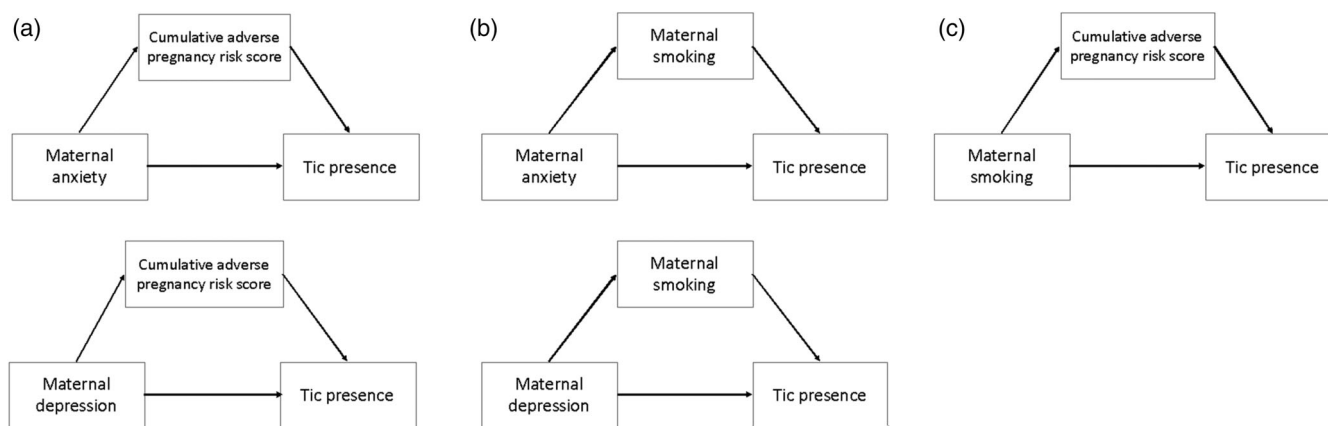 (a)
Cumulative adverse
pregnancy risk score
Maternal
anxiety
Tic presence
Cumulative adverse
pregnancy risk score
Maternal
depression
Tic presence
(b)
Maternal
smoking
Maternal
anxiety
Tic presence
Maternal
smoking
Maternal
depression
Tic presence
(c)
Cumulative adverse
pregnancy risk score
Maternal
smoking
Tic presence